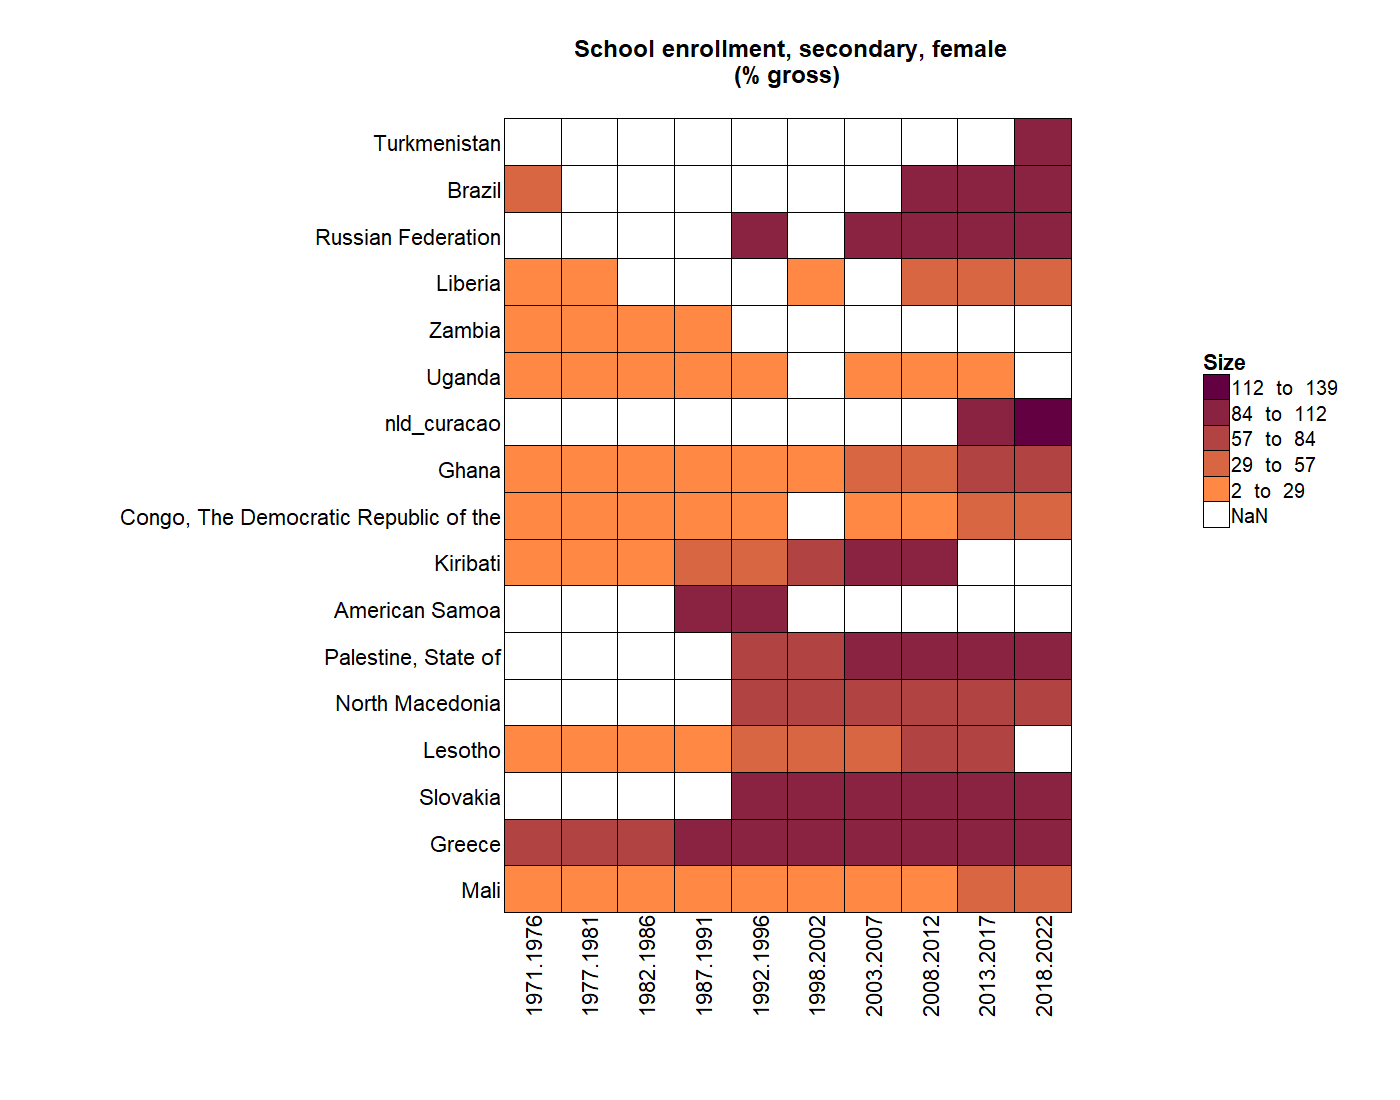 School enrollment, secondary, female
(% gross)
Turkmenistan
Brazil
Russian Federation
Liberia
Zambia
Uganda
nld_curacao
Ghana
Congo, The Democratic Republic of the
Kiribati
American Samoa
Palestine, State of
North Macedonia
Lesotho
Slovakia
Greece
Mali
1971.1976
1977.1981
1982.1986
1987.1991
1992.1996
1998.2002
2003.2007
2008.2012
2013.2017
2018.2022
Size
112 to 139
84 to 112
57 to 84
29 to 57
2 to 29
NaN